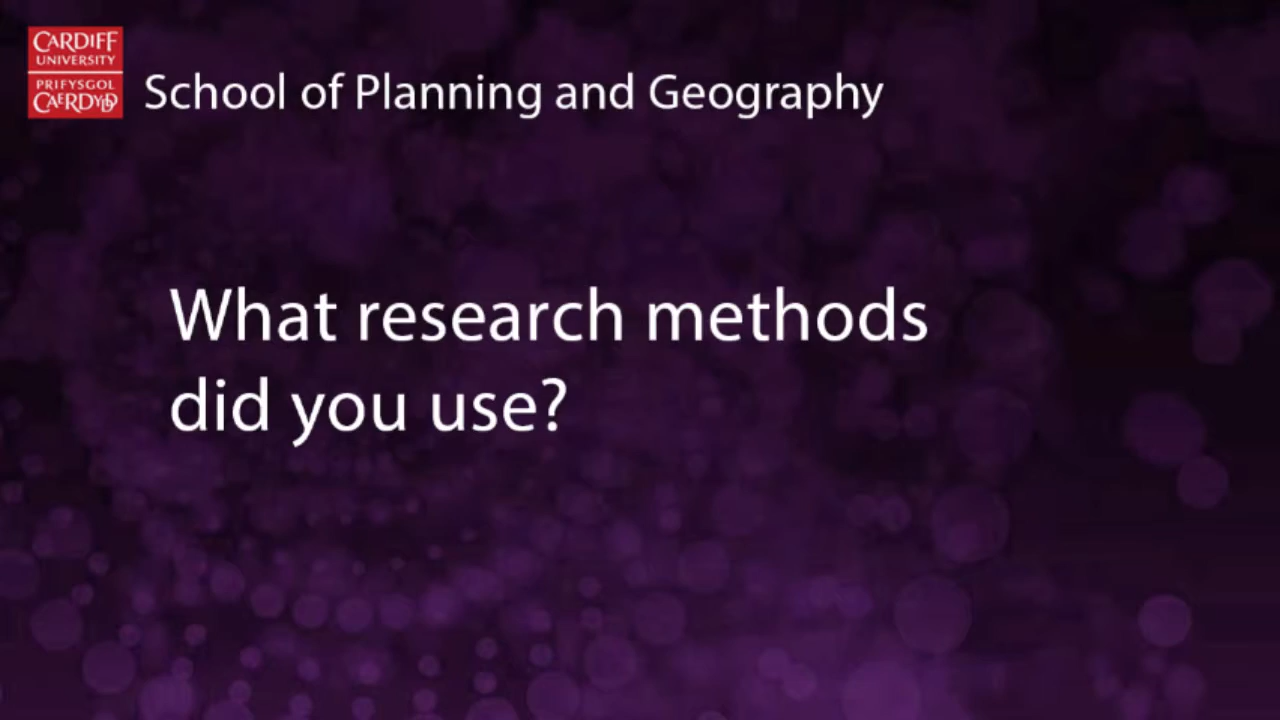 CARDIFF
UNIVERSITY
PRIFYSGOL
CAERDYDD
School of Planning and Geography
What research methods
did you use?